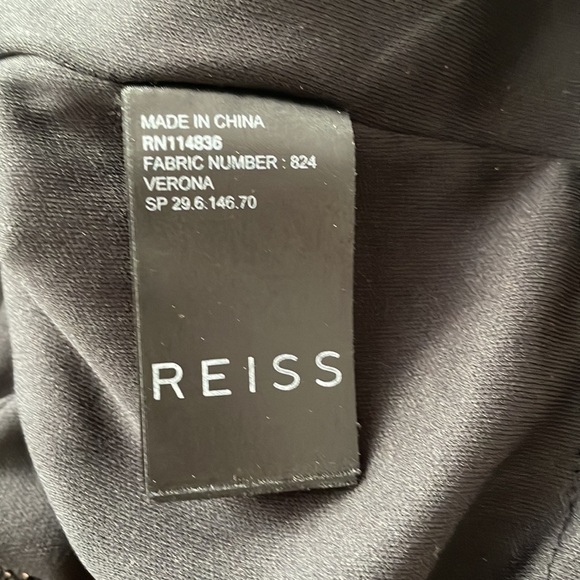 MADE IN CHINA
RN114836
FABRIC NUMBER : 824
VERONA
SP 29.6.146.70
REISS